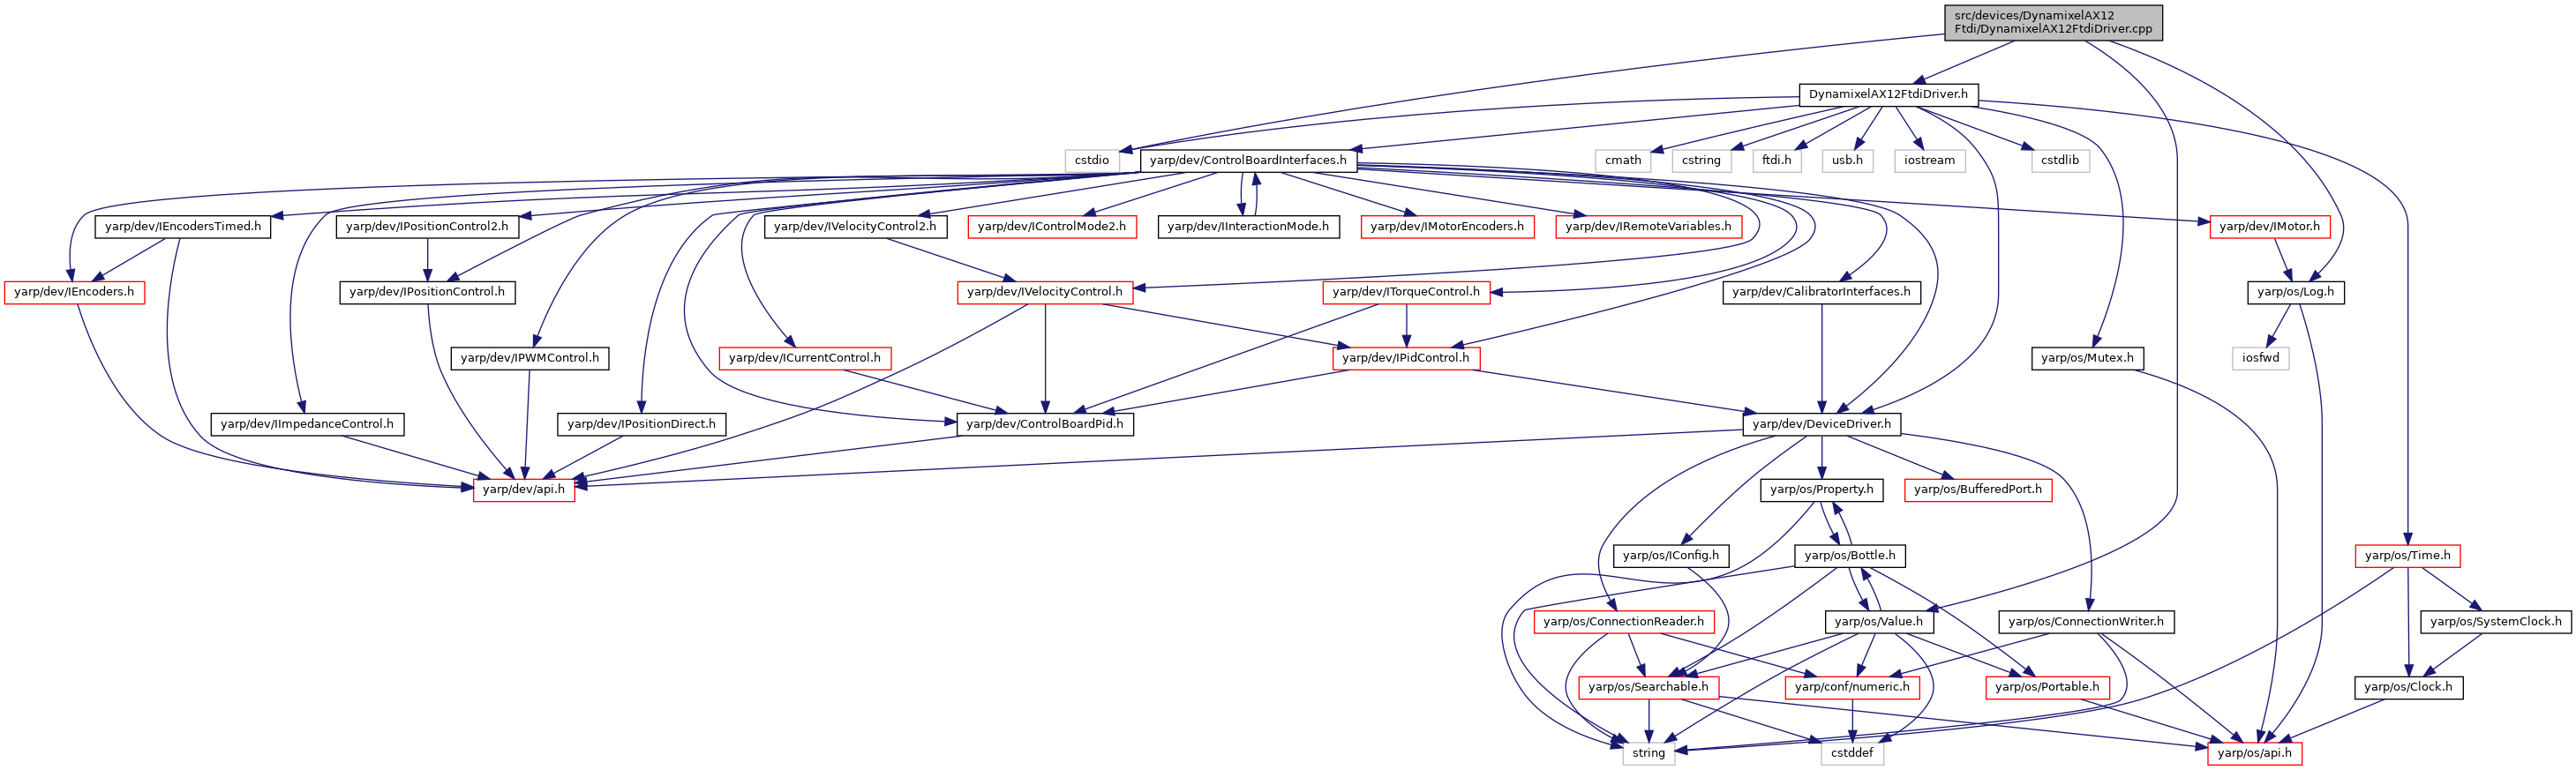 src/devices/DynamixelAX12
Ftdi/DynamixelAX12FtdiDriver.cpp
DynamixelAX12FtdiDriver.h
cstdio
yarp/dev/ControlBoardInterfaces.h
cmath
cstring
ftdi.h
usb.h
iostream
cstdlib
yarp/dev/IEncodersTimed.h
yarp/dev/IPositionControl2.h
yarp/dev/IVelocityControl2.h
yarp/dev/IControlMode2.h
yarp/dev/IInteractionMode.h
yarp/dev/IMotorEncoders.h
yarp/dev/IRemoteVariables.h
yarp/dev/IMotor.h
yarp/dev/IEncoders.h
yarp/dev/IPositionControl.h
yarp/dev/IVelocityControl.h
yarp/dev/ITorqueControl.h
yarp/dev/CalibratorInterfaces.h
yarp/os/Log.h
yarp/dev/IPWMControl.h
yarp/dev/ICurrentControl.h
yarp/dev/IPidControl.h
yarp/os/Mutex.h
iosfwd
yarp/dev/IImpedanceControl.h
yarp/dev/IPositionDirect.h
yarp/dev/ControlBoardPid.h
yarp/dev/DeviceDriver.h
yarp/dev/api.h
yarp/os/Property.h
yarp/os/BufferedPort.h
yarp/os/IConfig.h
yarp/os/Bottle.h
yarp/os/Time.h
yarp/os/ConnectionReader.h
yarp/os/Value.h
yarp/os/ConnectionWriter.h
yarp/os/SystemClock.h
yarp/os/Searchable.h
yarp/conf/numeric.h
yarp/os/Portable.h
yarp/os/Clock.h
string
cstddef
yarp/os/api.h